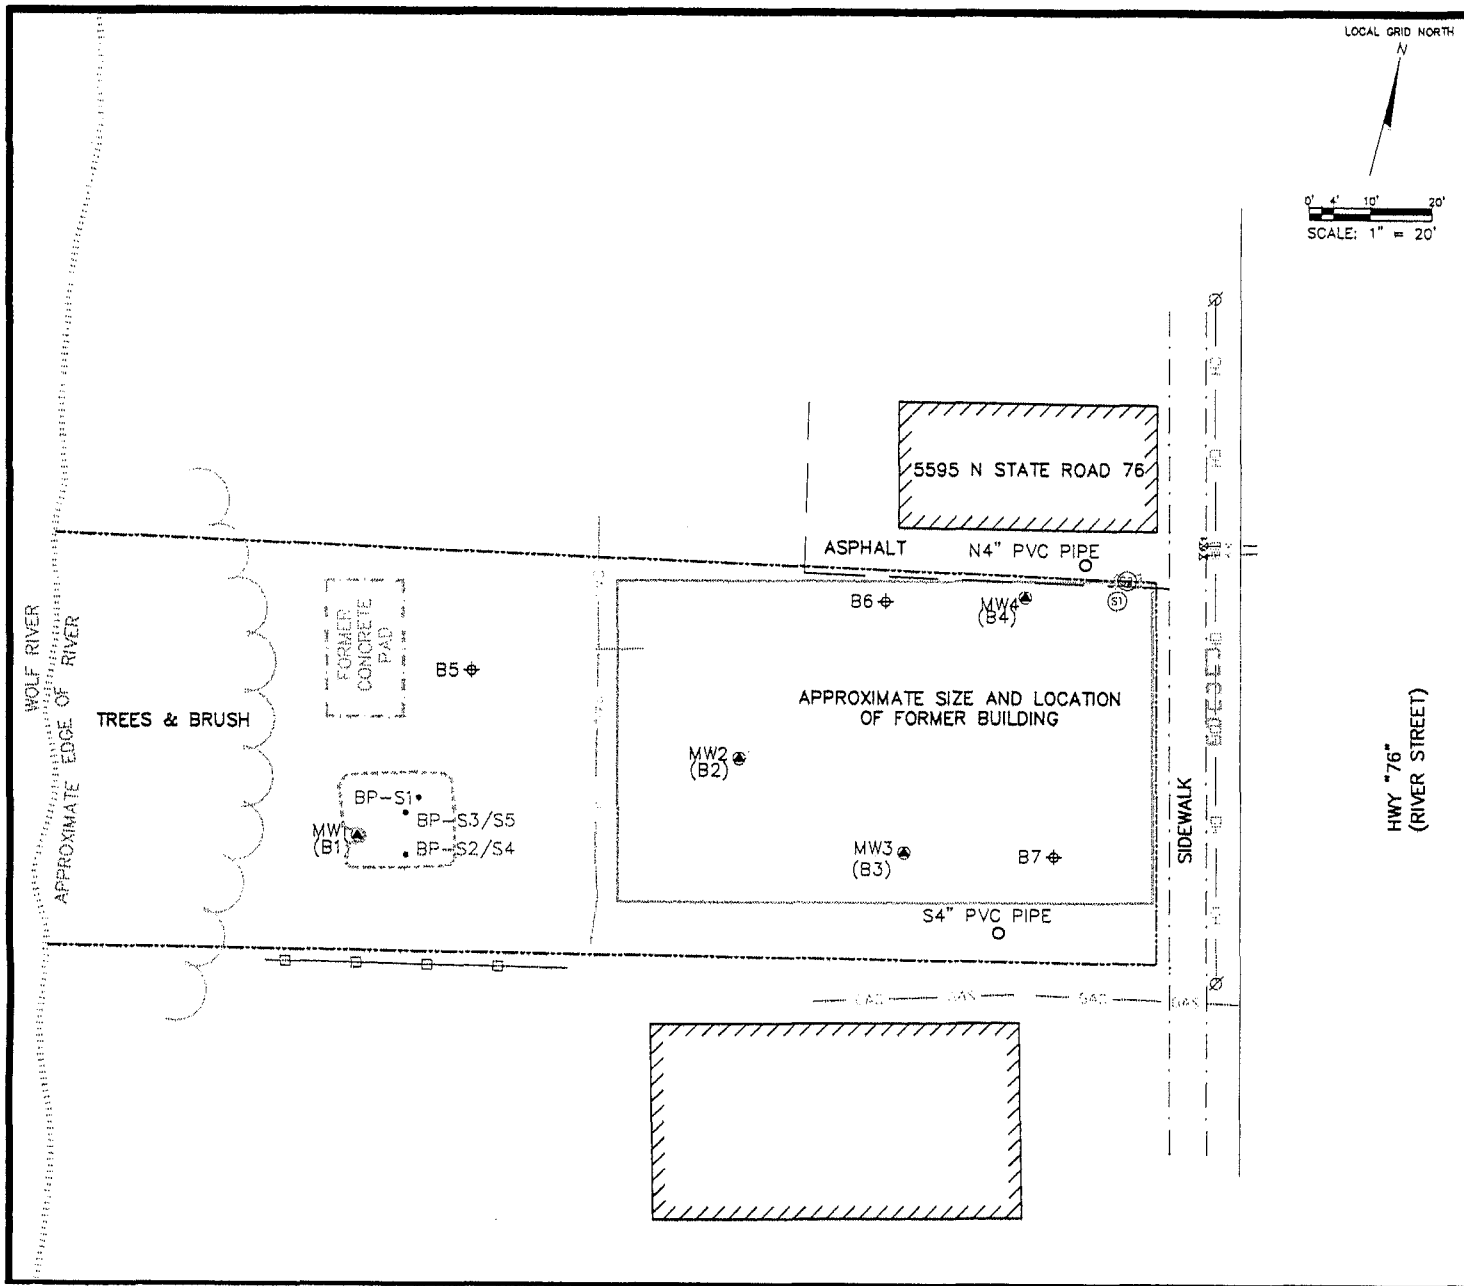 LOCAL GRID NORTH
N
0' 4' 10' 20'
SCALE: 1" = 20'
5595 N STATE ROAD 76
ASPHALT
N4" PVC PIPE
S1
B6
MW4
(B4)
FORMER
CONCRETE
PAD
B5
WOLF RIVER
APPROXIMATE EDGE OF RIVER
TREES & BRUSH
APPROXIMATE SIZE AND LOCATION
OF FORMER BUILDING
MW2
(B2)
BP-S1
BP-S3/S5
MW1
(B1)
BP-S2/S4
MW3
(B3)
B7
SIDEWALK
HWY "76"
(RIVER STREET)
S4" PVC PIPE
GAS
GAS
GAS
GAS